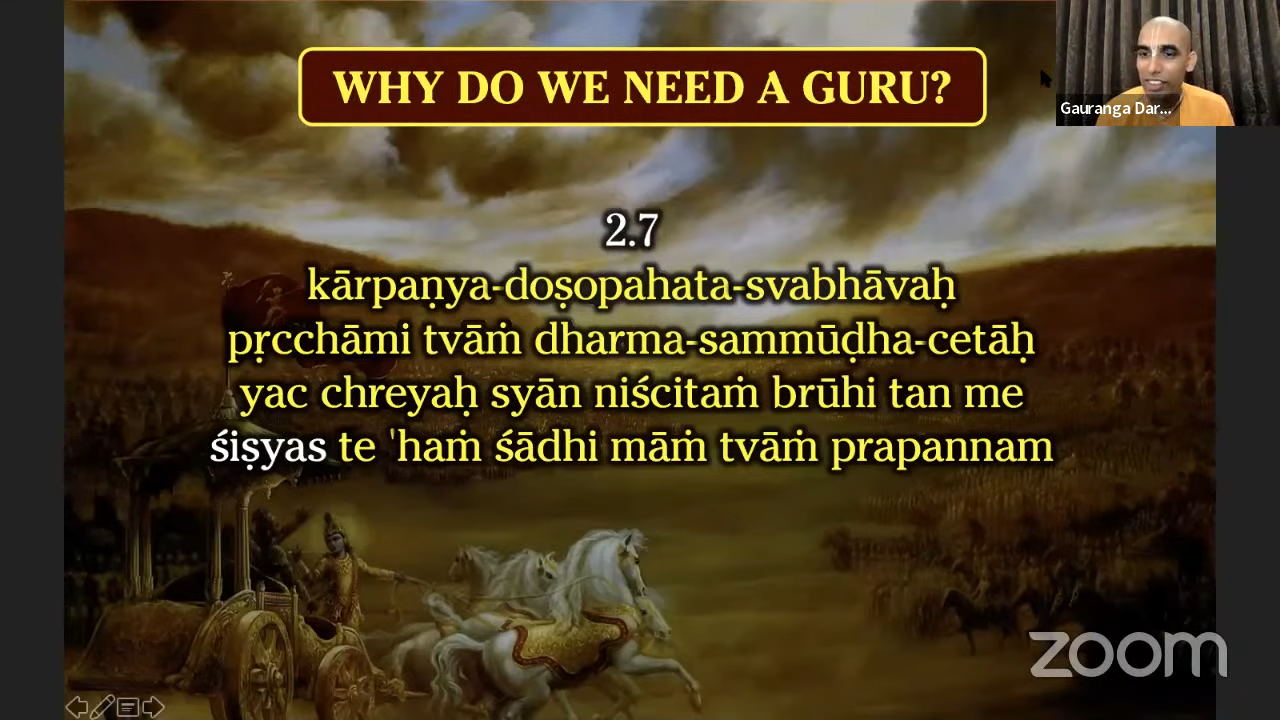 WHY DO WE NEED A GURU?
Gauranga Dar...
2.7
kārpaṇya-doṣopahata-svabhāvaḥ
pṛcchāmi tvāṁ dharma-sammūḍha-cetāḥ
yac chreyaḥ syān niścitaṁ brūhi tan me
śiṣyas te 'haṁ śādhi māṁ tvāṁ prapannam
zoom